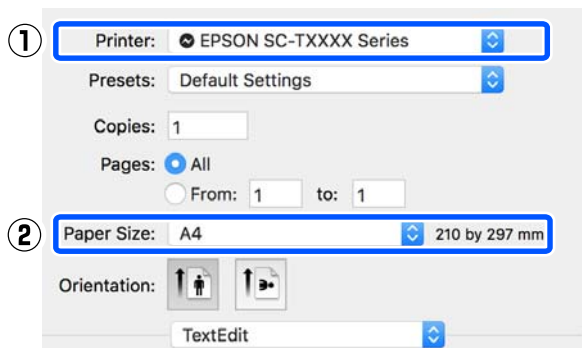 1 Printer: EPSON SC-TXXXX Series
Presets: Default Settings
Copies: 1
Pages: All
From: 1 to: 1
2 Paper Size: A4 210 by 297 mm
Orientation:
TextEdit